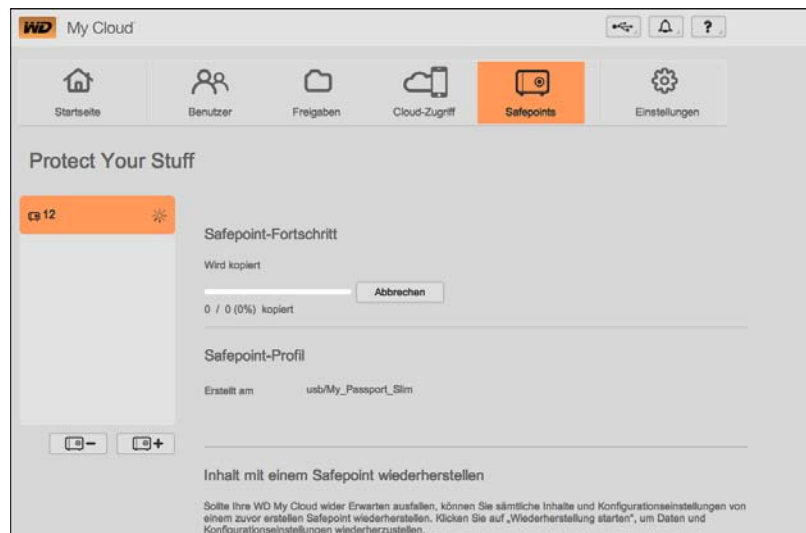 WD My Cloud
?
Startseite
Benutzer
Freigaben
Cloud-Zugriff
Safepoints
Einstellungen
Protect Your Stuff
12
Safepoint-Fortschritt
Wird kopiert
Abbrechen
0 / 0 (0%) kopiert
Safepoint-Profil
Erstellt am usb/My_Passport_Slim
Inhalt mit einem Safepoint wiederherstellen
Sollte Ihre WD My Cloud wider Erwarten ausfallen, können Sie sämtliche Inhalte und Konfigurationseinstellungen von
einem zuvor erstellen Safepoint wiederherstellen. Klicken Sie auf „Wiederherstellung starten“, um Daten und
Konfigurationseinstellungen wiederherzustellen.